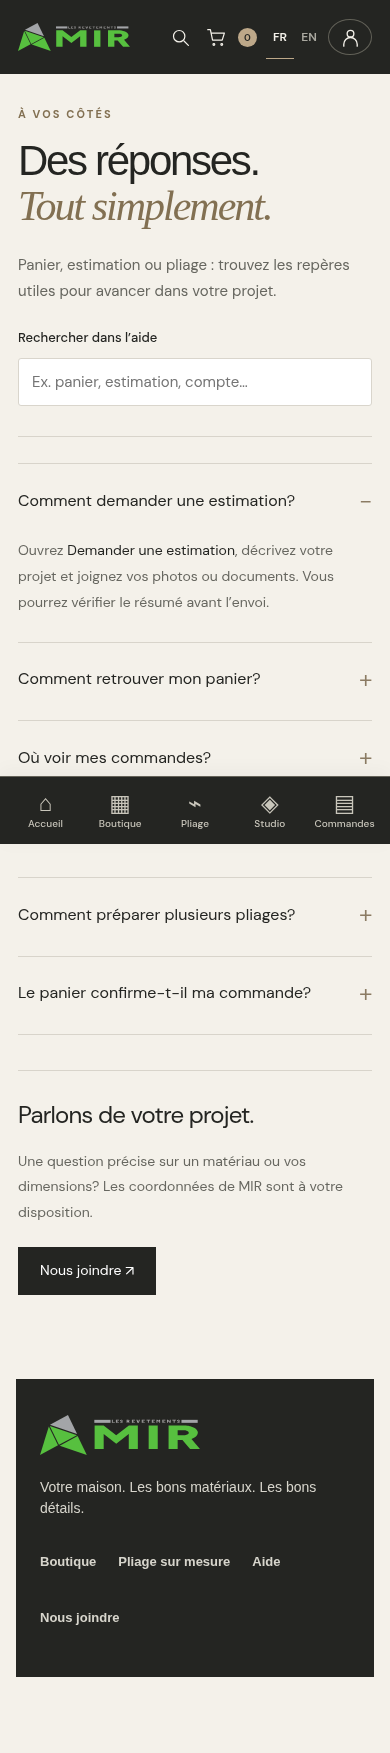 LES REVÊTEMENTS
MIR
0
FR
EN
À VOS CÔTÉS
Des réponses.
Tout simplement.
Panier, estimation ou pliage : trouvez les repères
utiles pour avancer dans votre projet.
Rechercher dans l’aide
Ex. panier, estimation, compte…
Comment demander une estimation?
Ouvrez Demander une estimation, décrivez votre
projet et joignez vos photos ou documents. Vous
pourrez vérifier le résumé avant l’envoi.
Comment retrouver mon panier?
Où voir mes commandes?
Accueil
Boutique
Pliage
Studio
Commandes
Comment préparer plusieurs pliages?
Le panier confirme-t-il ma commande?
Parlons de votre projet.
Une question précise sur un matériau ou vos
dimensions? Les coordonnées de MIR sont à votre
disposition.
Nous joindre
LES REVÊTEMENTS
MIR
Votre maison. Les bons matériaux. Les bons
détails.
Boutique
Pliage sur mesure
Aide
Nous joindre